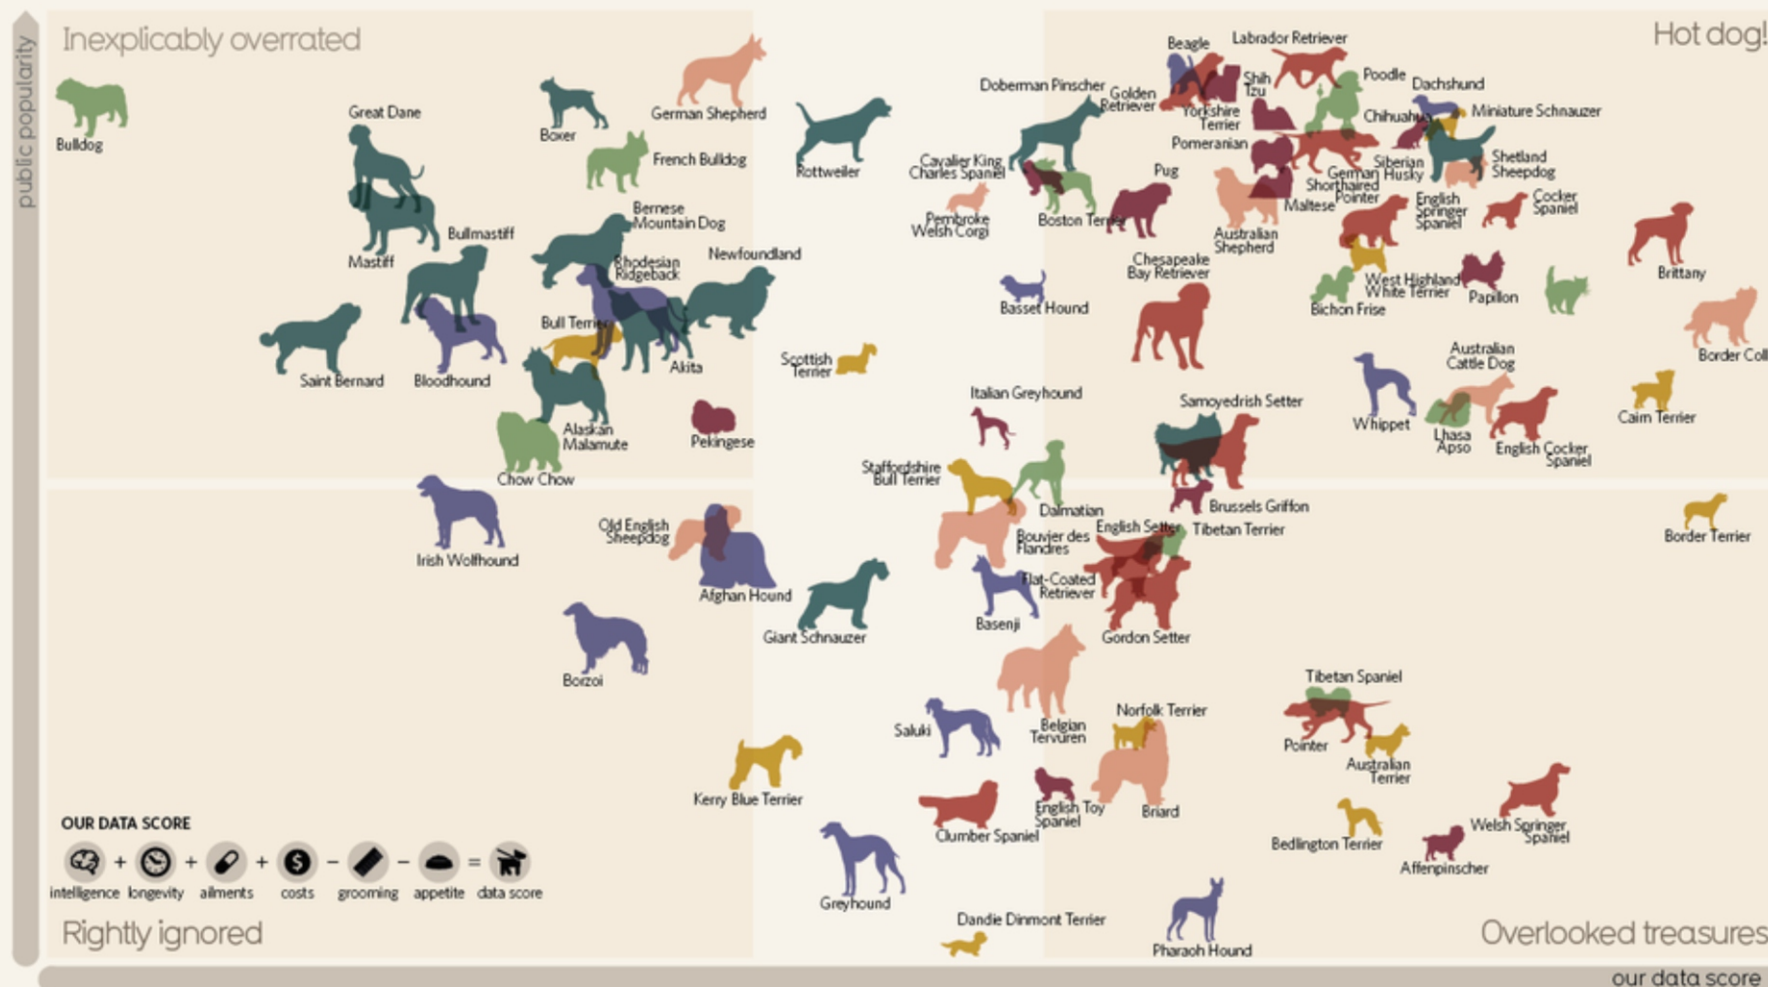 Inexplicably overrated
Hot dog!
public popularity
Bulldog
Great Dane
Boxer
German Shepherd
French Bulldog
Rottweiler
Doberman Pinscher
Beagle
Labrador Retriever
Golden
Retriever
Shih
Tzu
Yorkshire
Terrier
Poodle
Dachshund
Chihuahua
Miniature Schnauzer
Pomeranian
Cavalier King
Charles Spaniel
Pembroke
Welsh Corgi
Boston Terrier
Pug
Siberian
Husky
German
Shorthaired
Pointer
Shetland
Sheepdog
Maltese
Australian
Shepherd
English
Springer
Spaniel
Cocker
Spaniel
Mastiff
Bullmastiff
Bernese
Mountain Dog
Rhodesian
Ridgeback
Newfoundland
Basset Hound
Chesapeake
Bay Retriever
West Highland
White Terrier
Bichon Frise
Papillon
Brittany
Border Coll
Saint Bernard
Bloodhound
Bull Terrier
Akita
Scottish
Terrier
Alaskan
Malamute
Pekingese
Chow Chow
Italian Greyhound
Samoyedrish Setter
Whippet
Australian
Cattle Dog
Lhasa
Apso
English Cocker
Spaniel
Cairn Terrier
Staffordshire
Bull Terrier
Dalmatian
Brussels Griffon
Irish Wolfhound
Old English
Sheepdog
Afghan Hound
Bouvier des
Flandres
English Setter
Tibetan Terrier
Border Terrier
Flat-Coated
Retriever
Giant Schnauzer
Basenji
Gordon Setter
Borzoi
Saluki
Belgian
Tervuren
Norfolk Terrier
Tibetan Spaniel
Pointer
Australian
Terrier
Kerry Blue Terrier
Clumber Spaniel
English Toy
Spaniel
Briard
Bedlington Terrier
Welsh Springer
Spaniel
Affenpinscher
Greyhound
Dandie Dinmont Terrier
Pharaoh Hound
OUR DATA SCORE
+ + + $ − − =
intelligence longevity ailments costs grooming appetite data score
Rightly ignored
Overlooked treasures
our data score